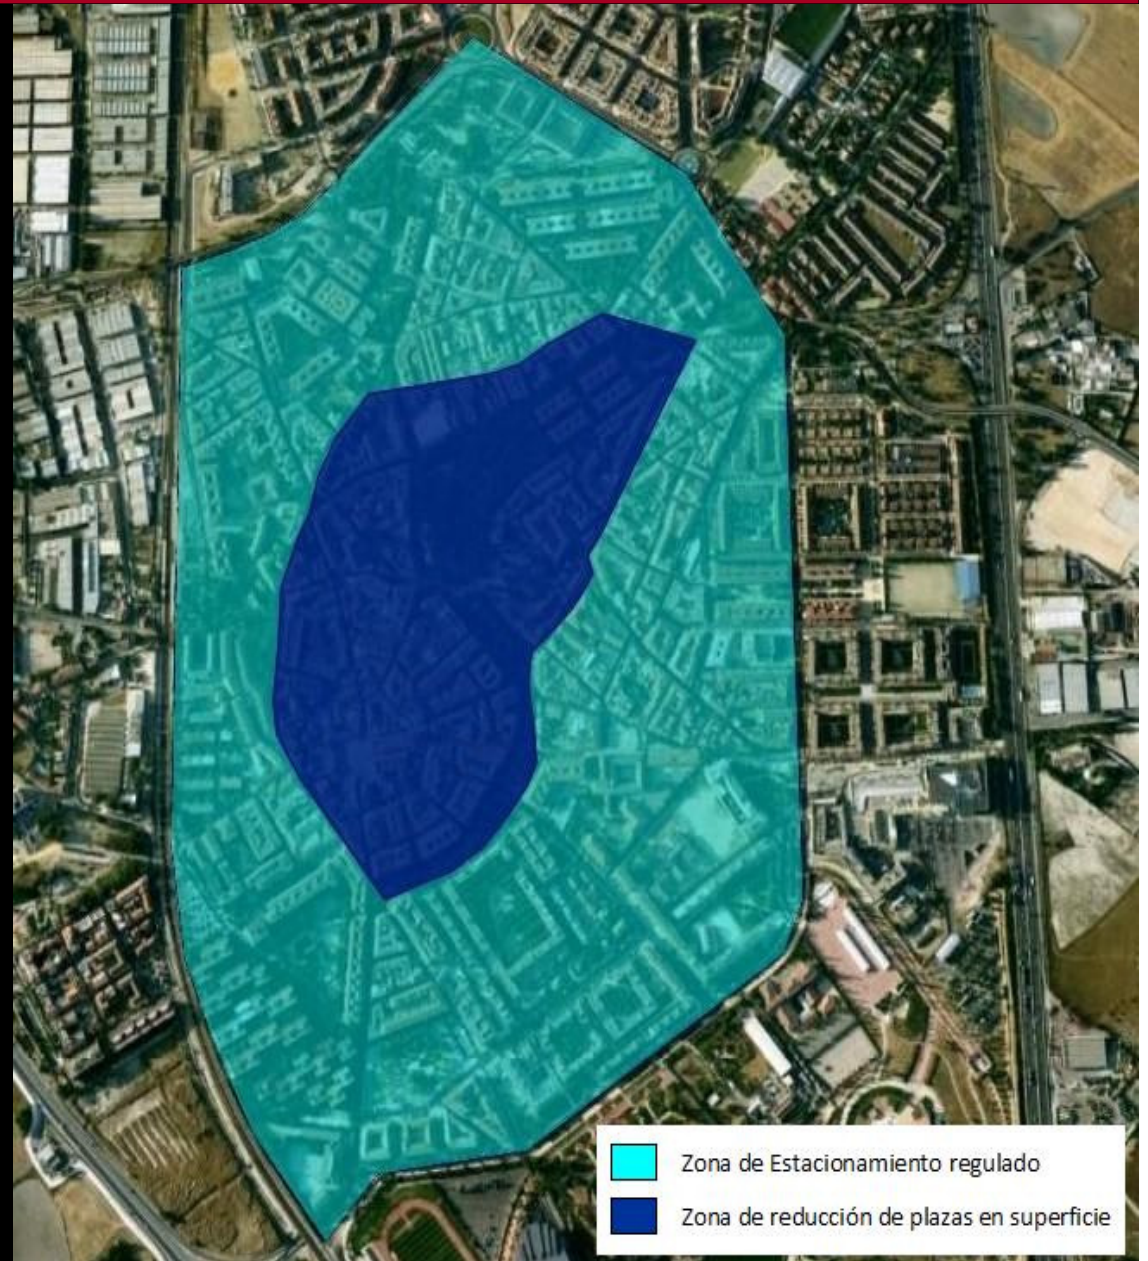 Zona de Estacionamiento regulado
Zona de reducción de plazas en superficie